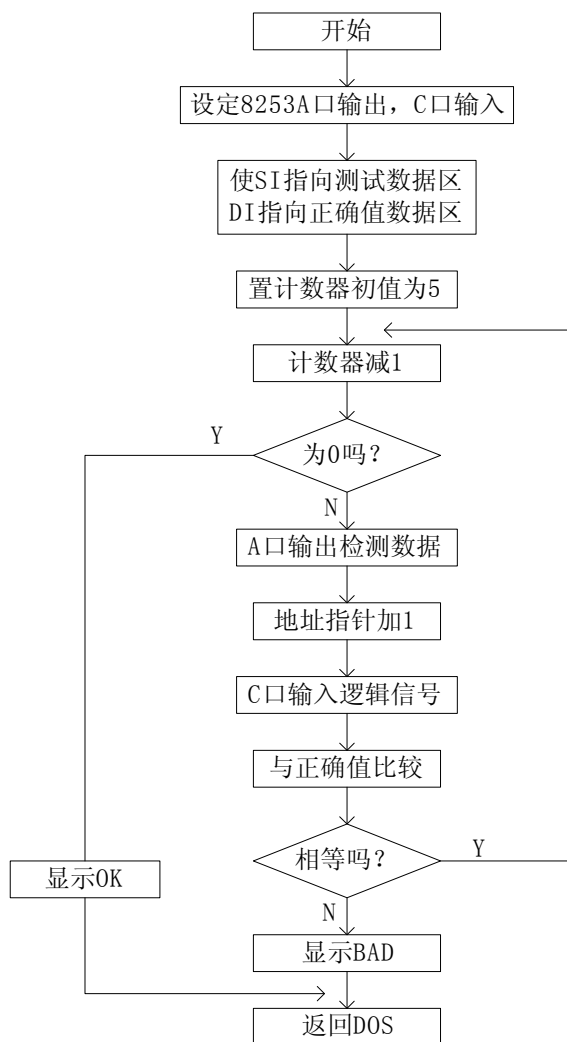 开始
设定8253A口输出，C口输入
使SI指向测试数据区
DI指向正确值数据区
置计数器初值为5
计数器减1
Y
为0吗？
N
A口输出检测数据
地址指针加1
C口输入逻辑信号
与正确值比较
相等吗？
Y
显示OK
N
显示BAD
返回DOS